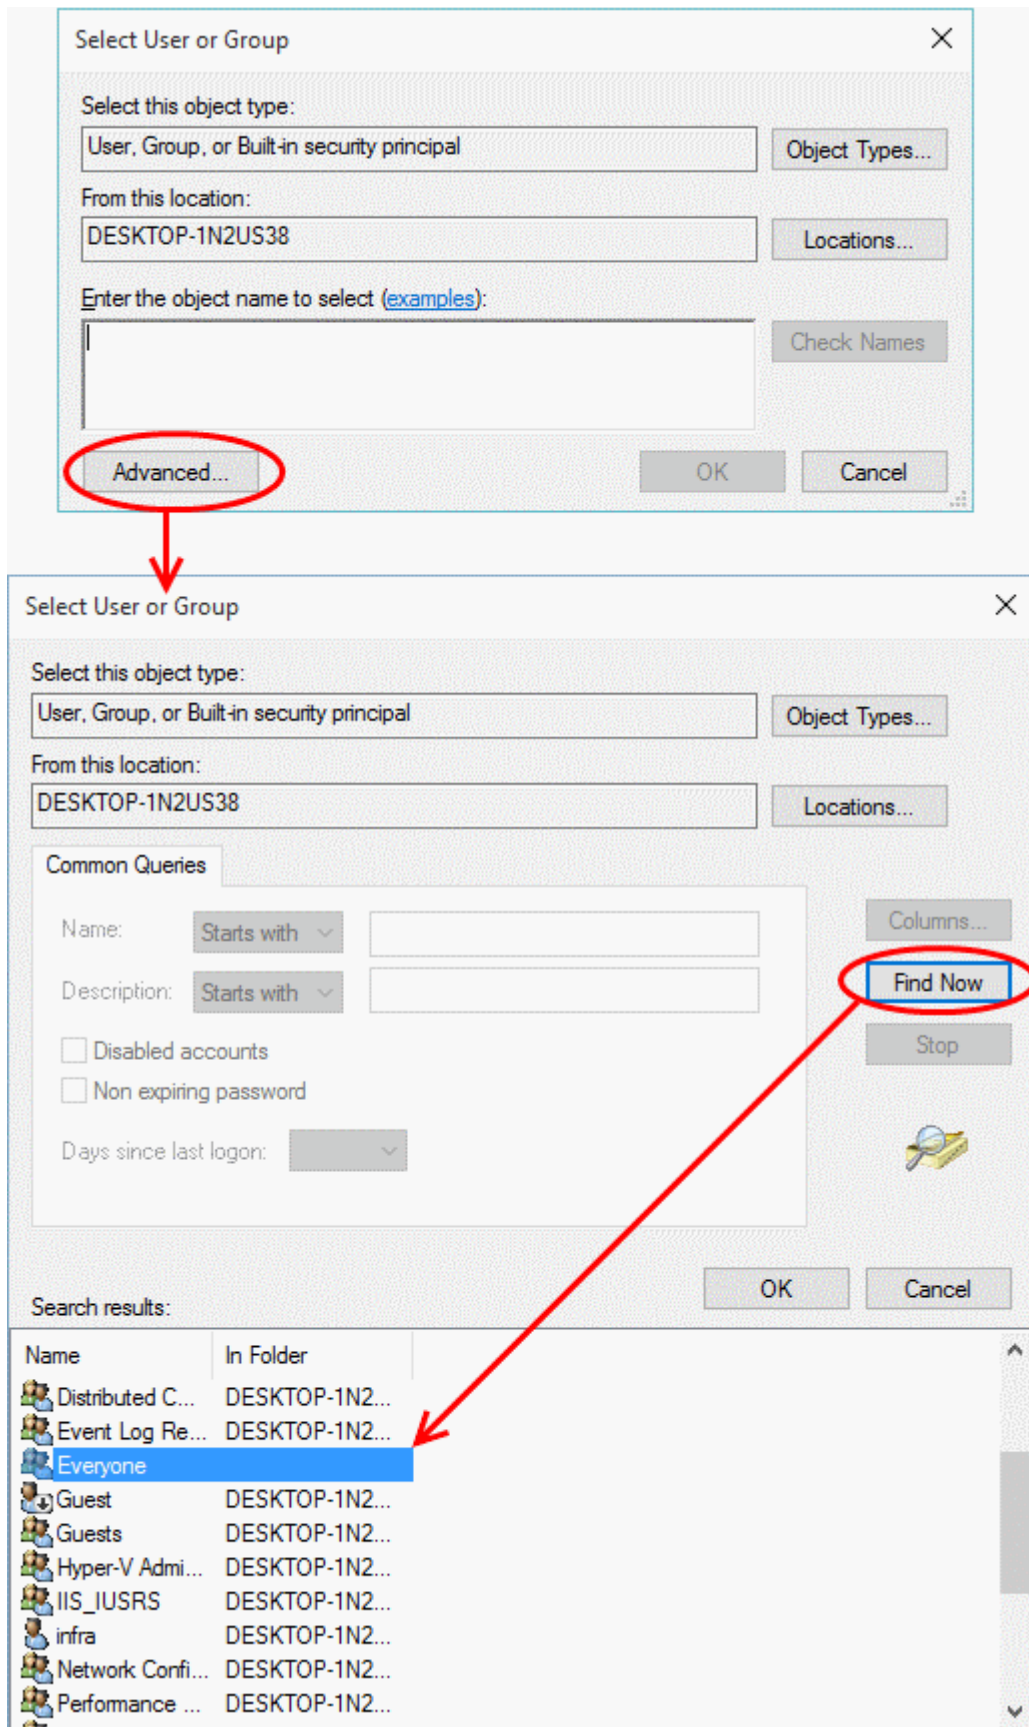 Select User or Group
Select this object type:
User, Group, or Built-in security principal
Object Types...
From this location:
DESKTOP-1N2US38
Locations...
Enter the object name to select (examples):
Check Names
Advanced...
OK
Cancel
Select User or Group
Select this object type:
User, Group, or Built-in security principal
Object Types...
From this location:
DESKTOP-1N2US38
Locations...
Common Queries
Name:
Starts with
Columns...
Description:
Starts with
Find Now
Disabled accounts
Stop
Non expiring password
Days since last logon:
OK
Cancel
Search results:
Name In Folder
Distributed C... DESKTOP-1N2...
Event Log Re... DESKTOP-1N2...
Everyone
Guest DESKTOP-1N2...
Guests DESKTOP-1N2...
Hyper-V Admi... DESKTOP-1N2...
IIS_IUSRS DESKTOP-1N2...
infra DESKTOP-1N2...
Network Confi... DESKTOP-1N2...
Performance ... DESKTOP-1N2...